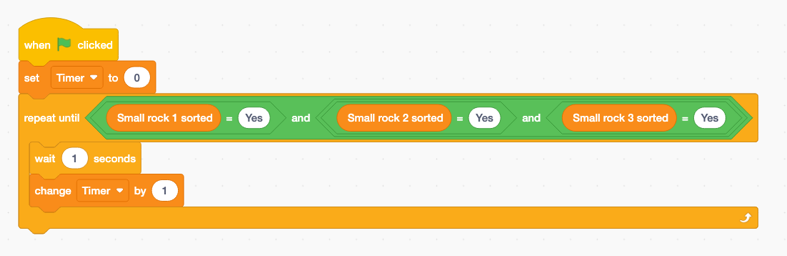 when clicked
set Timer to 0
repeat until Small rock 1 sorted = Yes and Small rock 2 sorted = Yes and Small rock 3 sorted = Yes
wait 1 seconds
change Timer by 1